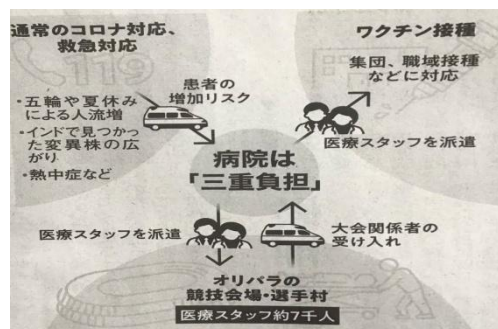 通常のコロナ対応、
救急対応
119
・五輪や夏休み
による人流増
・インドで見つかっ
た変異株の広
がり
・熱中症など
患者の
増加リスク
ワクチン接種
集団、職域接種
などに対応
医療スタッフを派遣
病院は
「三重負担」
医療スタッフを派遣
大会関係者の
受け入れ
オリパラの
競技会場・選手村
医療スタッフ約7千人